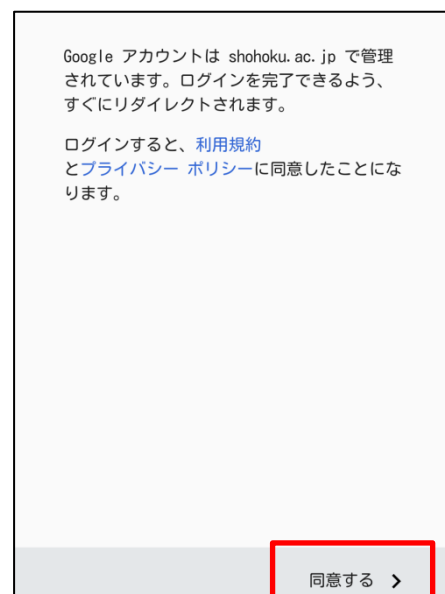 Google アカウントは shohoku.ac.jp で管理
されています。ログインを完了できるよう、
すぐにリダイレクトされます。
ログインすると、利用規約
とプライバシー ポリシーに同意したことにな
ります。
同意する >